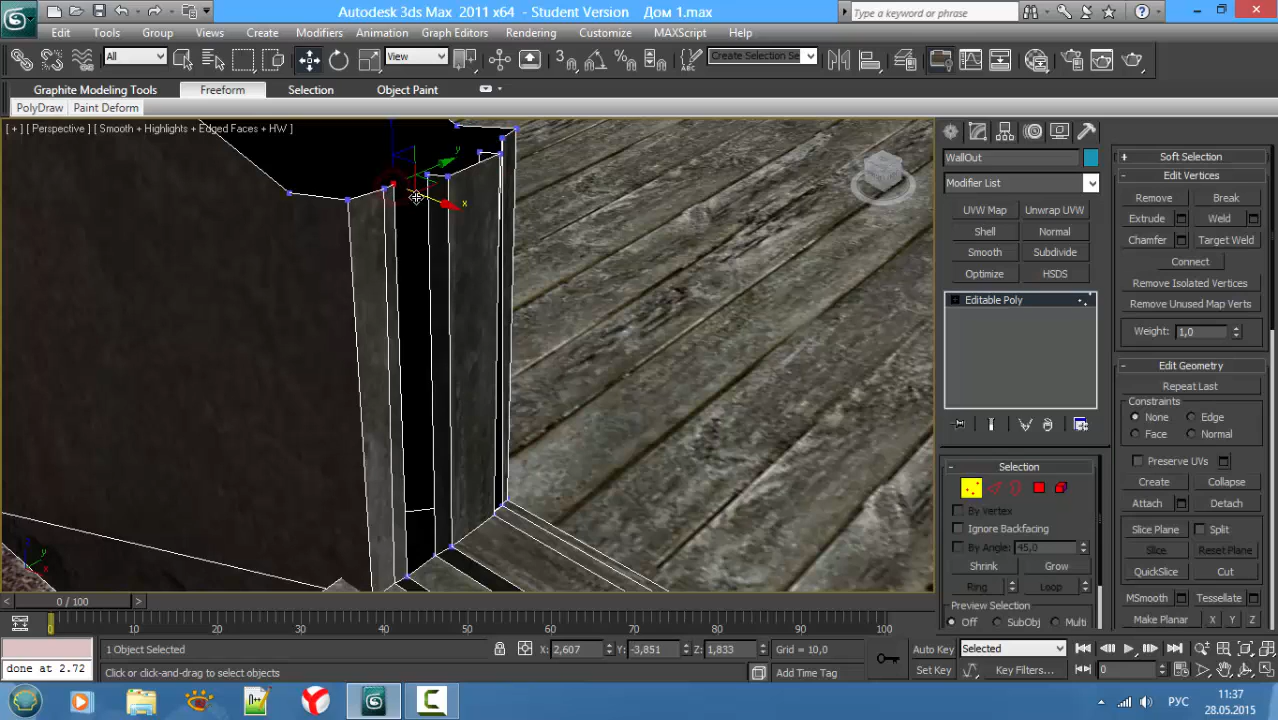 Autodesk 3ds Max 2011 x64 - Student Version Дом 1.max
Type a keyword or phrase
Edit Tools Group Views Create Modifiers Animation Graph Editors Rendering Customize MAXScript Help
All View Create Selection Se
Graphite Modeling Tools Freeform Selection Object Paint
PolyDraw Paint Deform
[ + ] [ Perspective ] [ Smooth + Highlights + Edged Faces + HW ]
y
x
WallOut
Modifier List
UVW Map Unwrap UVW
Shell Normal
Smooth Subdivide
Optimize HSDS
Editable Poly
Selection
By Vertex
Ignore Backfacing
By Angle: 45,0
Shrink Grow
Ring Loop
Preview Selection
Off SubObj Multi
Soft Selection
Edit Vertices
Remove Break
Extrude Weld
Chamfer Target Weld
Connect
Remove Isolated Vertices
Remove Unused Map Verts
Weight: 1,0
Edit Geometry
Repeat Last
Constraints
None Edge
Face Normal
Preserve UVs
Create Collapse
Attach Detach
Slice Plane Split
Slice Reset Plane
QuickSlice Cut
MSmooth Tessellate
Make Planar X Y Z
0 / 100
0 10 20 30 40 50 60 70 80 90 100
1 Object Selected X: 2,607 Y: -3,851 Z: 1,833 Grid = 10,0 Auto Key Selected
done at 2.72 Click or click-and-drag to select objects Add Time Tag Set Key Key Filters... 0
РУС
11:37
28.05.2015